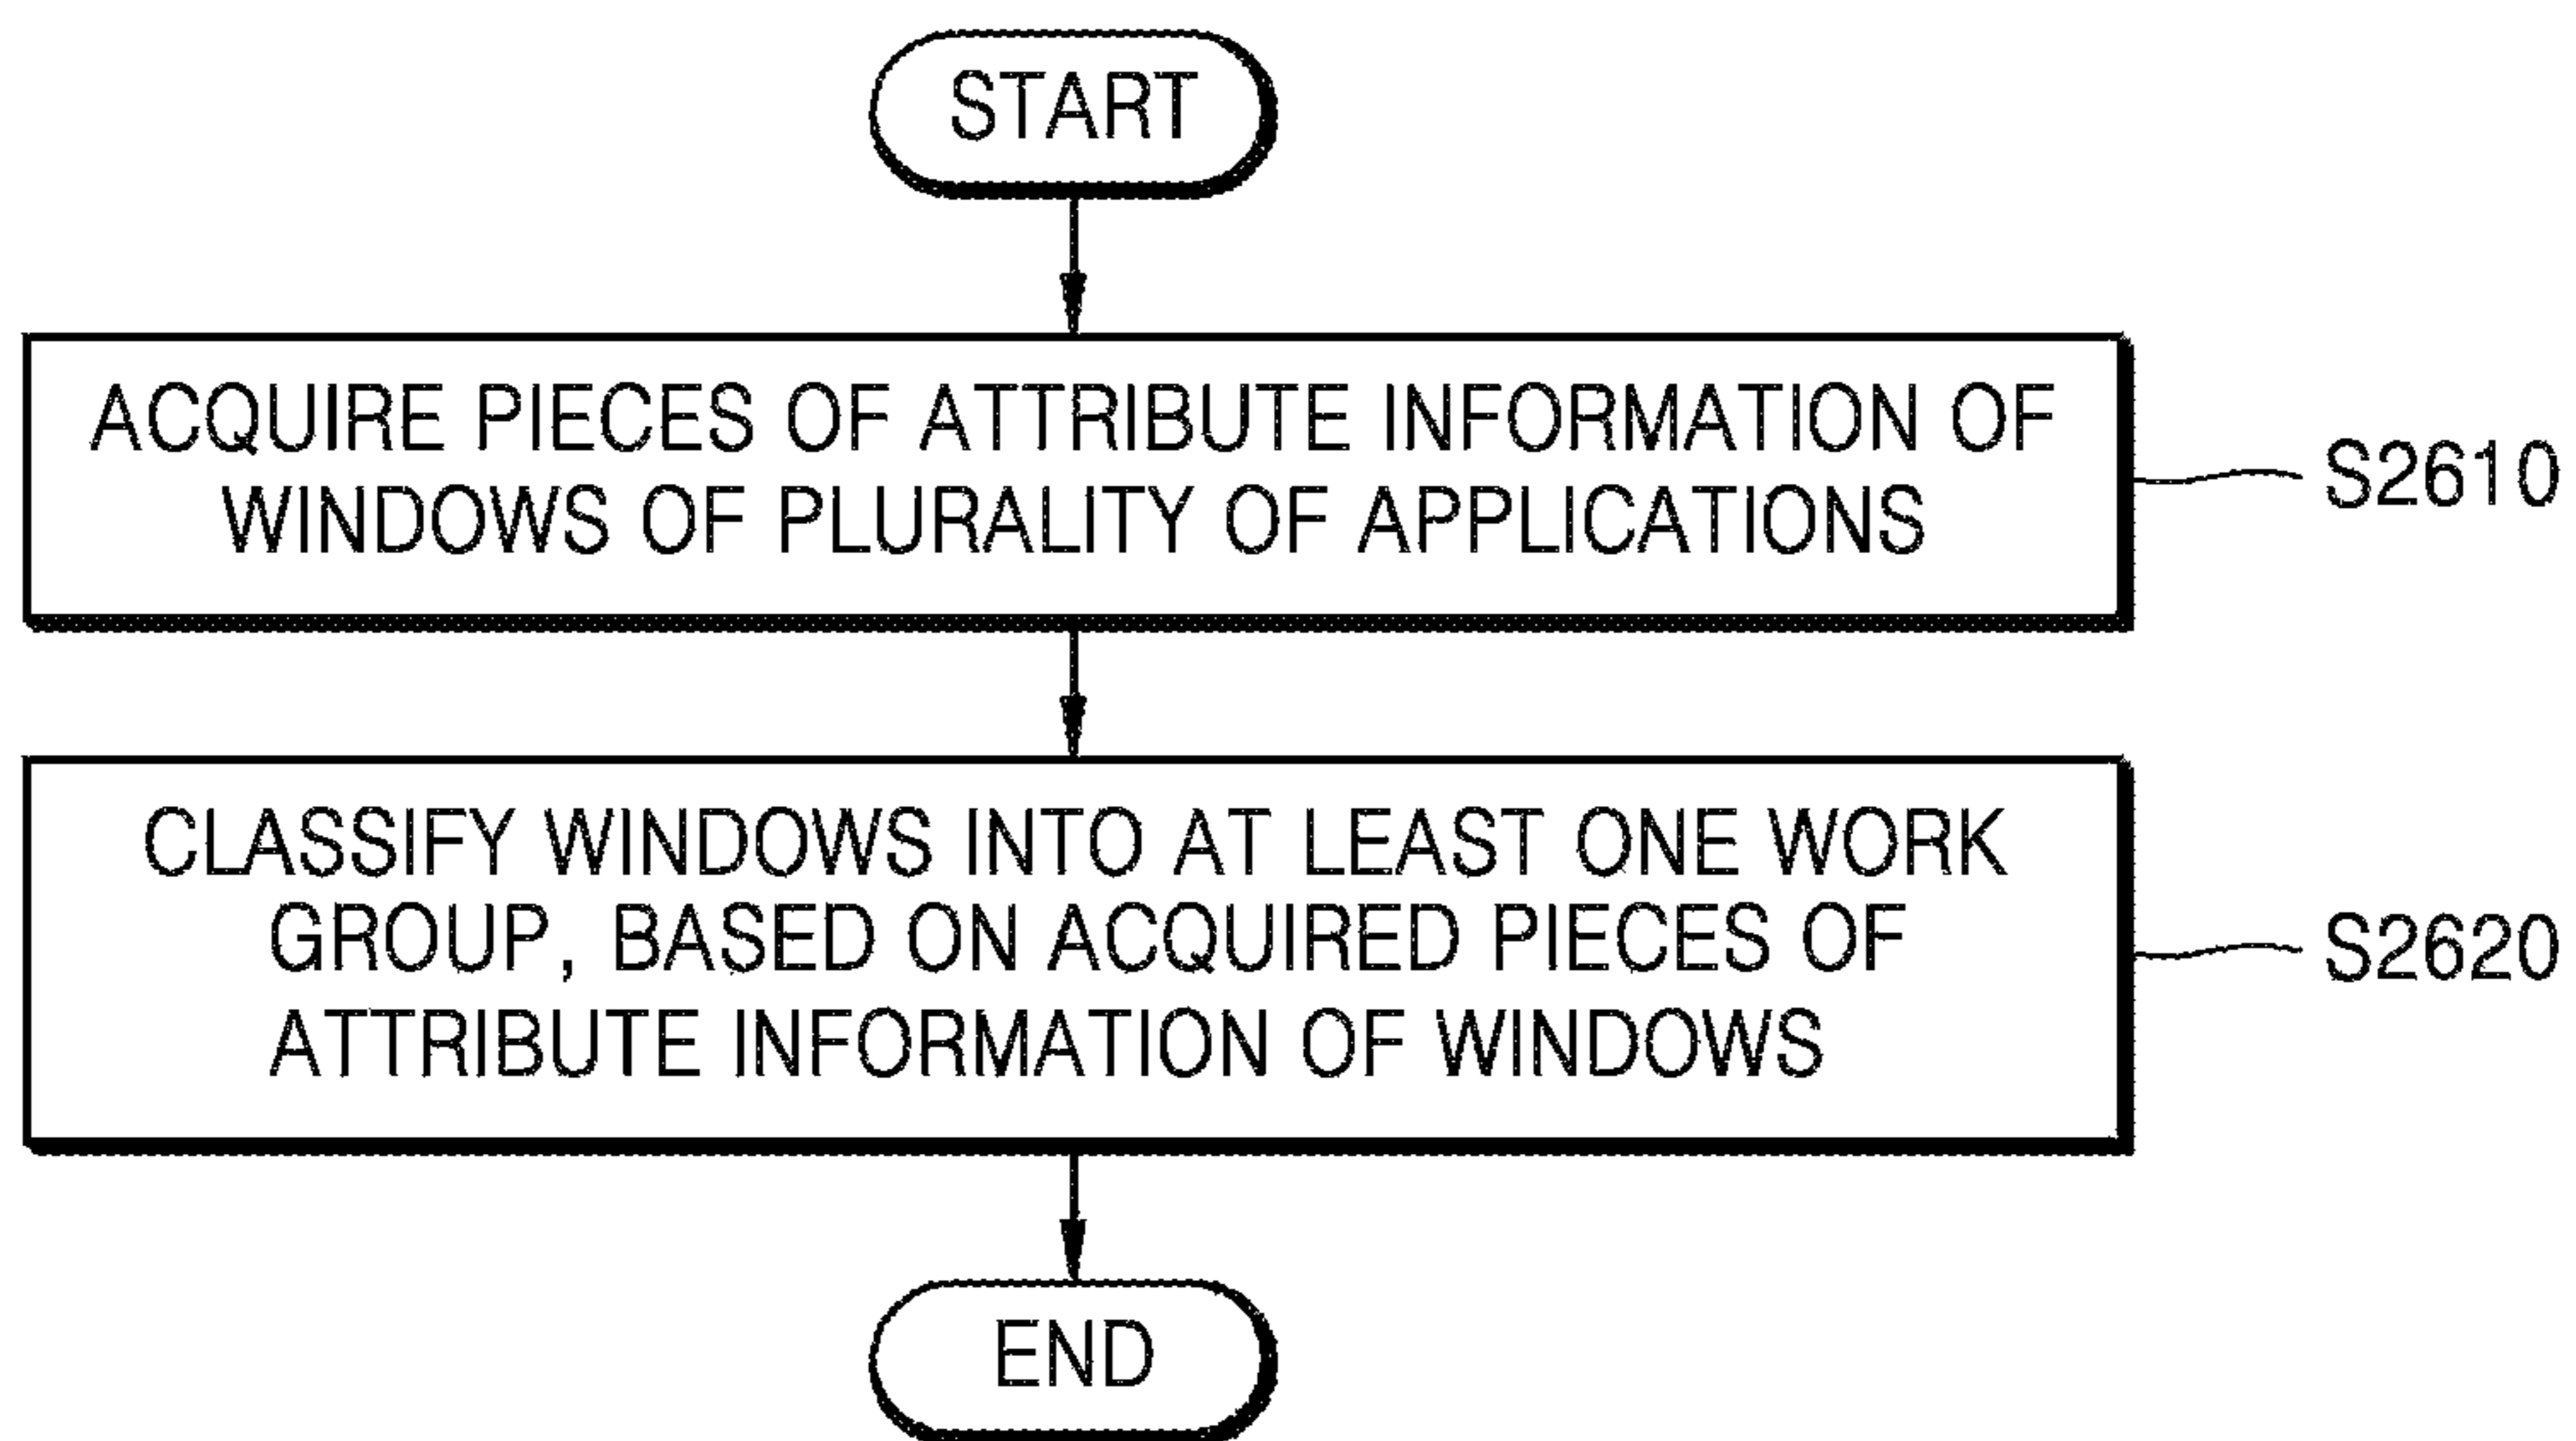 START
ACQUIRE PIECES OF ATTRIBUTE INFORMATION OF
WINDOWS OF PLURALITY OF APPLICATIONS
S2610
CLASSIFY WINDOWS INTO AT LEAST ONE WORK
GROUP, BASED ON ACQUIRED PIECES OF
ATTRIBUTE INFORMATION OF WINDOWS
S2620
END